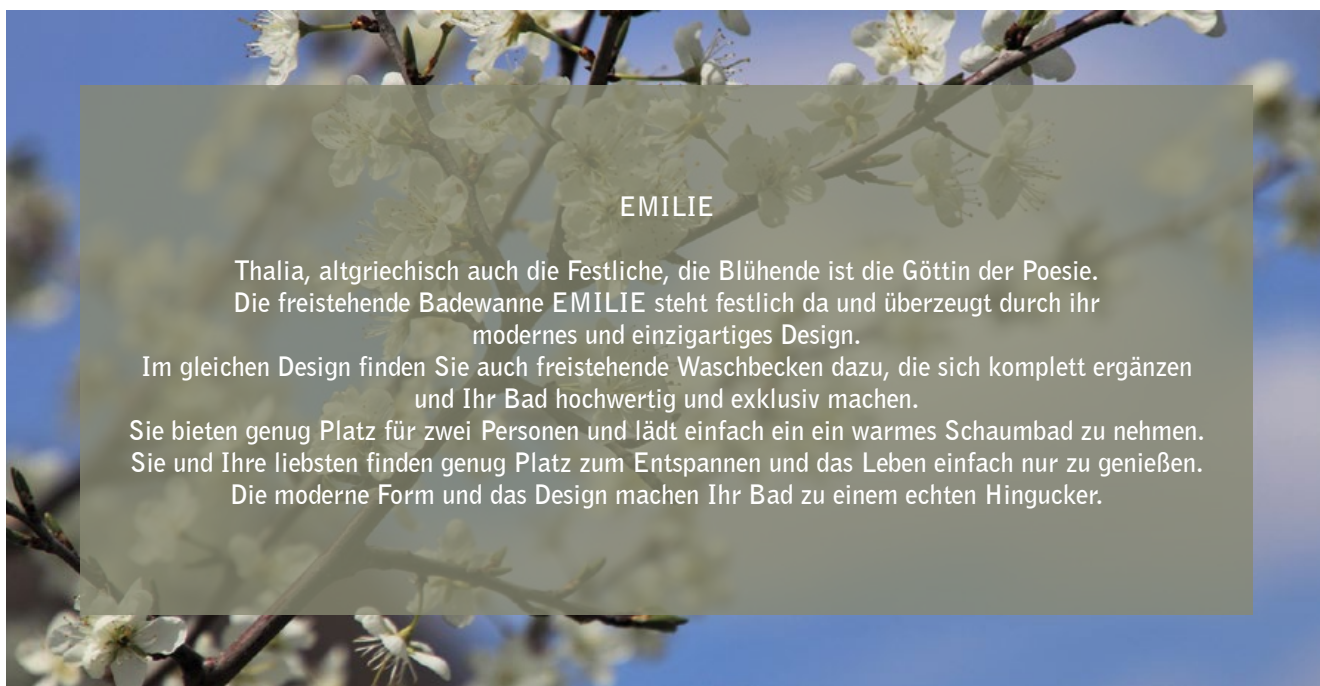 EMILIE
Thalia, altgriechisch auch die Festliche, die Blühende ist die Göttin der Poesie.
Die freistehende Badewanne EMILIE steht festlich da und überzeugt durch ihr
modernes und einzigartiges Design.
Im gleichen Design finden Sie auch freistehende Waschbecken dazu, die sich komplett ergänzen
und Ihr Bad hochwertig und exklusiv machen.
Sie bieten genug Platz für zwei Personen und lädt einfach ein ein warmes Schaumbad zu nehmen.
Sie und Ihre liebsten finden genug Platz zum Entspannen und das Leben einfach nur zu genießen.
Die moderne Form und das Design machen Ihr Bad zu einem echten Hingucker.